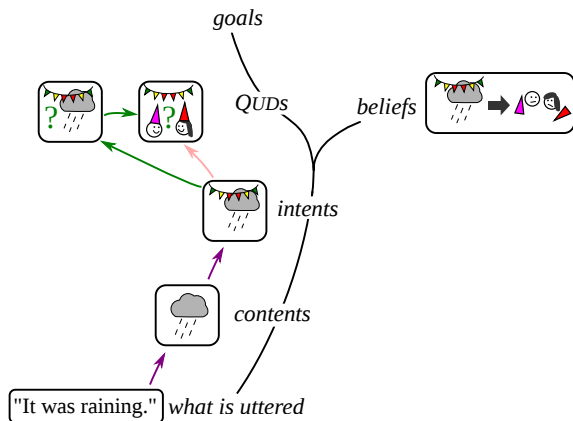 goals
QUDs
beliefs
? ?
intents
contents
"It was raining." what is uttered